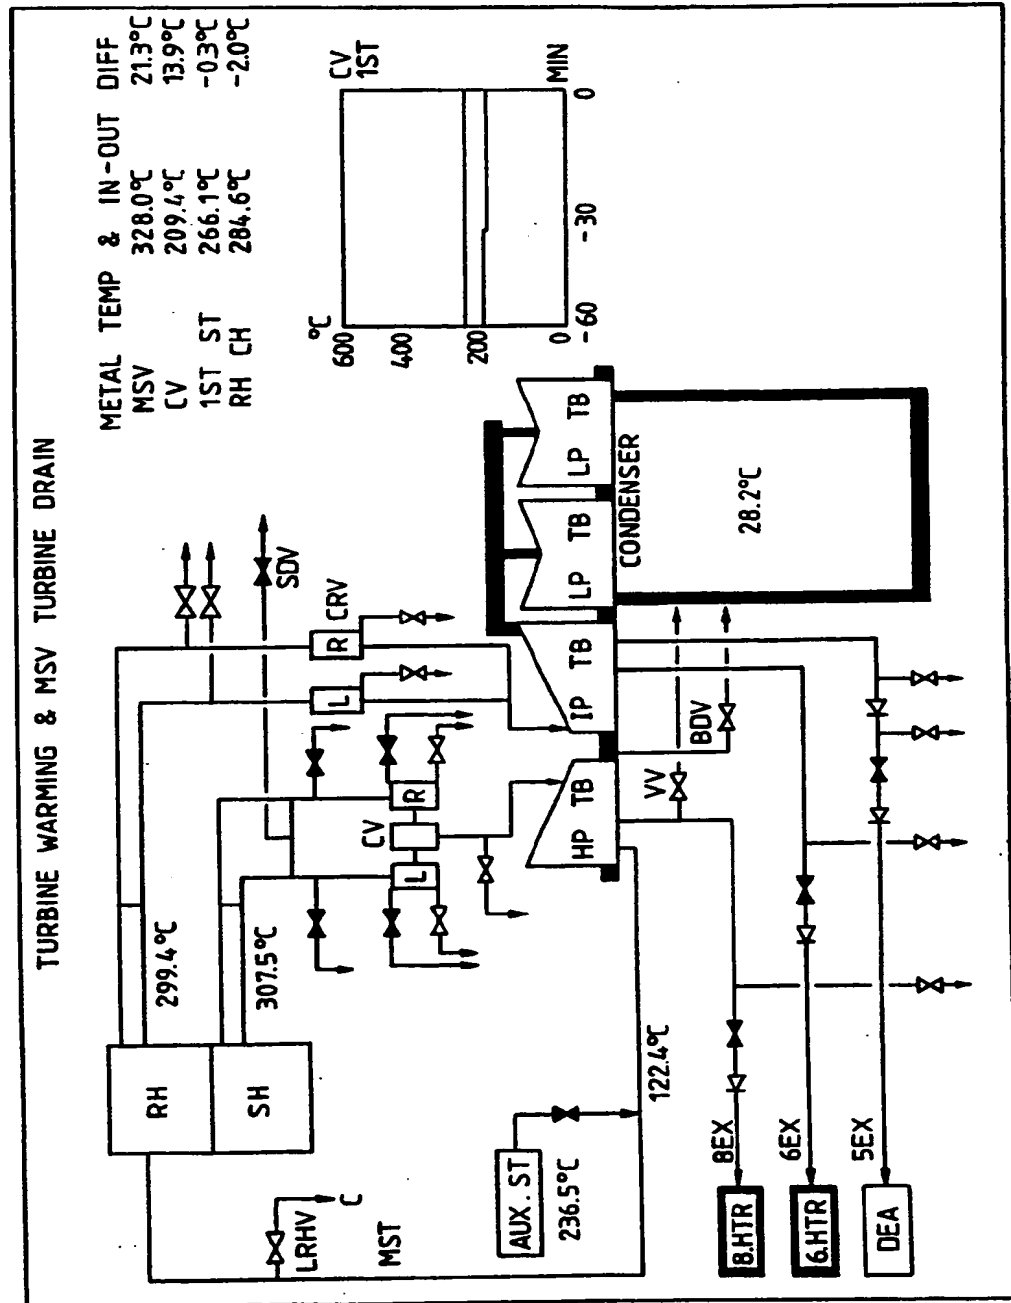 TURBINE WARMING & MSV TURBINE DRAIN
METAL TEMP & IN-OUT DIFF
MSV 328.0°C 21.3°C
CV 209.4°C 13.9°C
1ST ST 266.1°C -0.3°C
RH CH 284.6°C -2.0°C
°C
600
400
200
0
-60
-30
0
MIN
CV
1ST
RH
SH
299.4°C
307.5°C
SDV
L
R
CRV
L
CV
R
LRHV
C
MST
AUX. ST
236.5°C
122.4°C
HP TB
IP TB
LP TB
LP TB
CONDENSER
28.2°C
VV
BDV
8EX
8.HTR
6EX
6.HTR
5EX
DEA